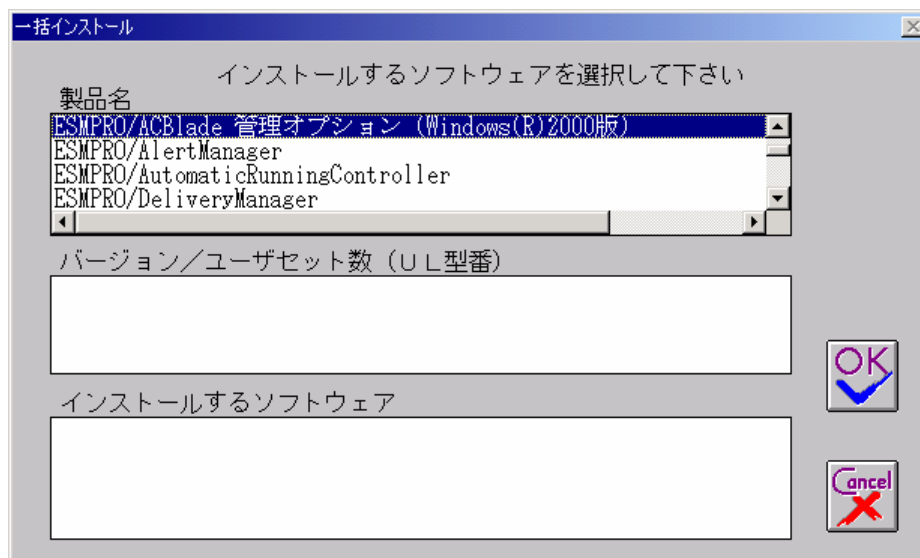 一括インストール
インストールするソフトウェアを選択して下さい
製品名
ESMPRO/ACBlade 管理オプション (Windows(R)2000版)
ESMPRO/AlertManager
ESMPRO/AutomaticRunningController
ESMPRO/DeliveryManager
バージョン／ユーザセット数（ＵＬ型番）
OK
インストールするソフトウェア
Cancel